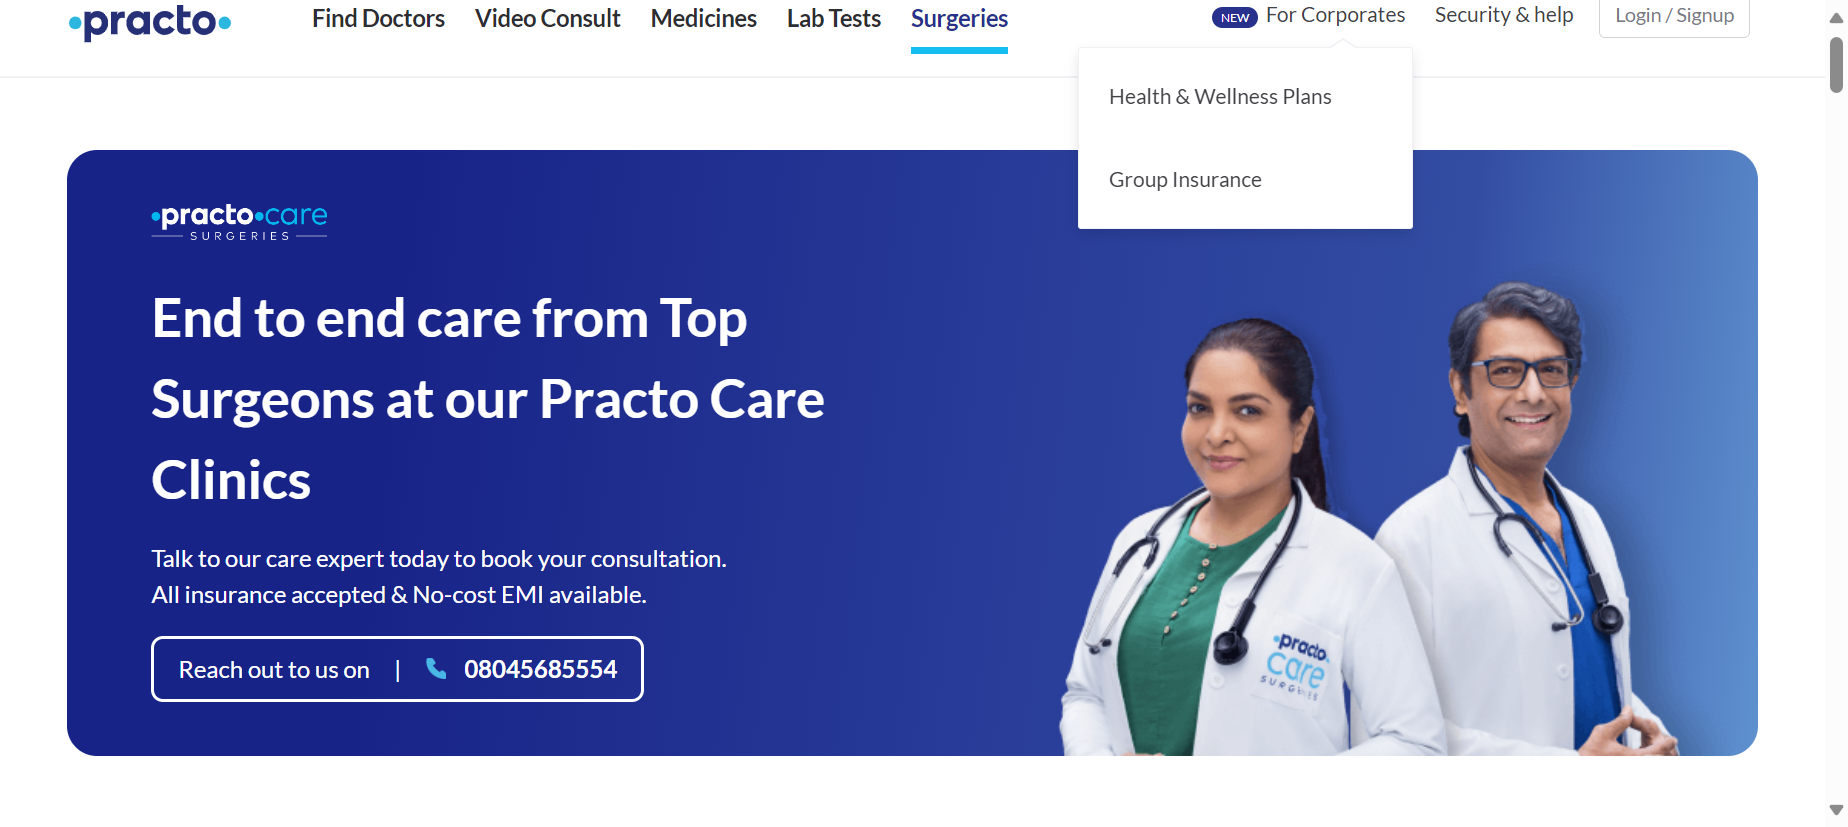 practo
Find Doctors
Video Consult
Medicines
Lab Tests
Surgeries
NEW For Corporates
Security & help
Login / Signup
Health & Wellness Plans
Group Insurance
practo care
SURGERIES
End to end care from Top
Surgeons at our Practo Care
Clinics
Talk to our care expert today to book your consultation.
All insurance accepted & No-cost EMI available.
Reach out to us on | 08045685554
practo
care
SURGERIES